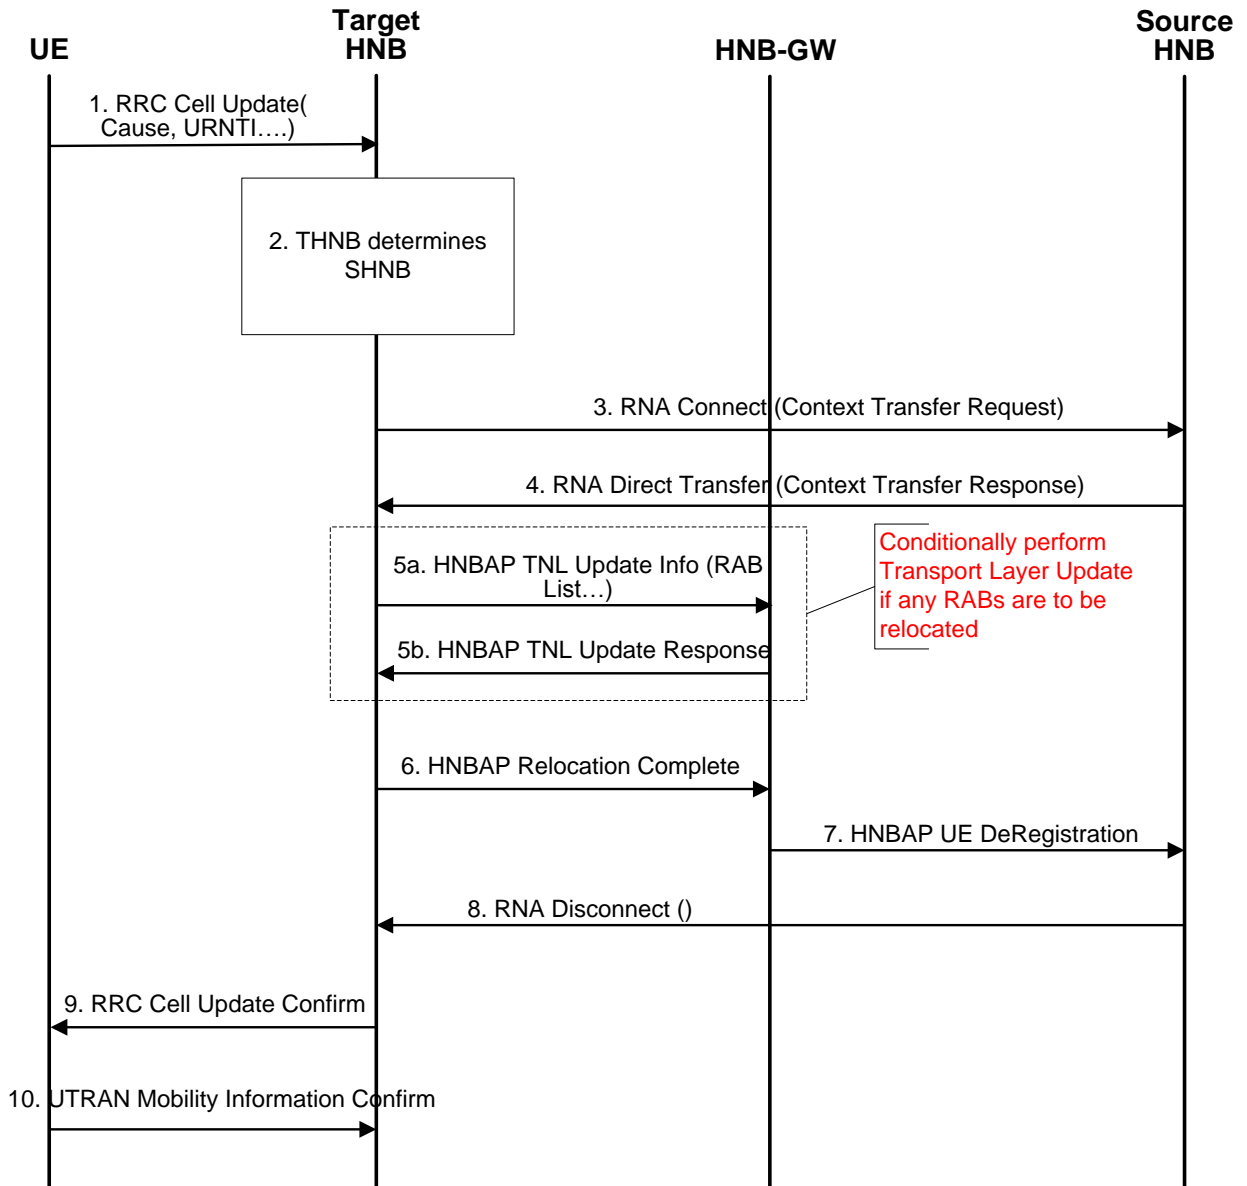 UE
Target
HNB
HNB-GW
Source
HNB
1. RRC Cell Update(
Cause, URNTI….)
2. THNB determines
SHNB
3. RNA Connect (Context Transfer Request)
4. RNA Direct Transfer (Context Transfer Response)
5a. HNBAP TNL Update Info (RAB
List…)
Conditionally perform
Transport Layer Update
if any RABs are to be
relocated
5b. HNBAP TNL Update Response
6. HNBAP Relocation Complete
7. HNBAP UE DeRegistration
8. RNA Disconnect ()
9. RRC Cell Update Confirm
10. UTRAN Mobility Information Confirm